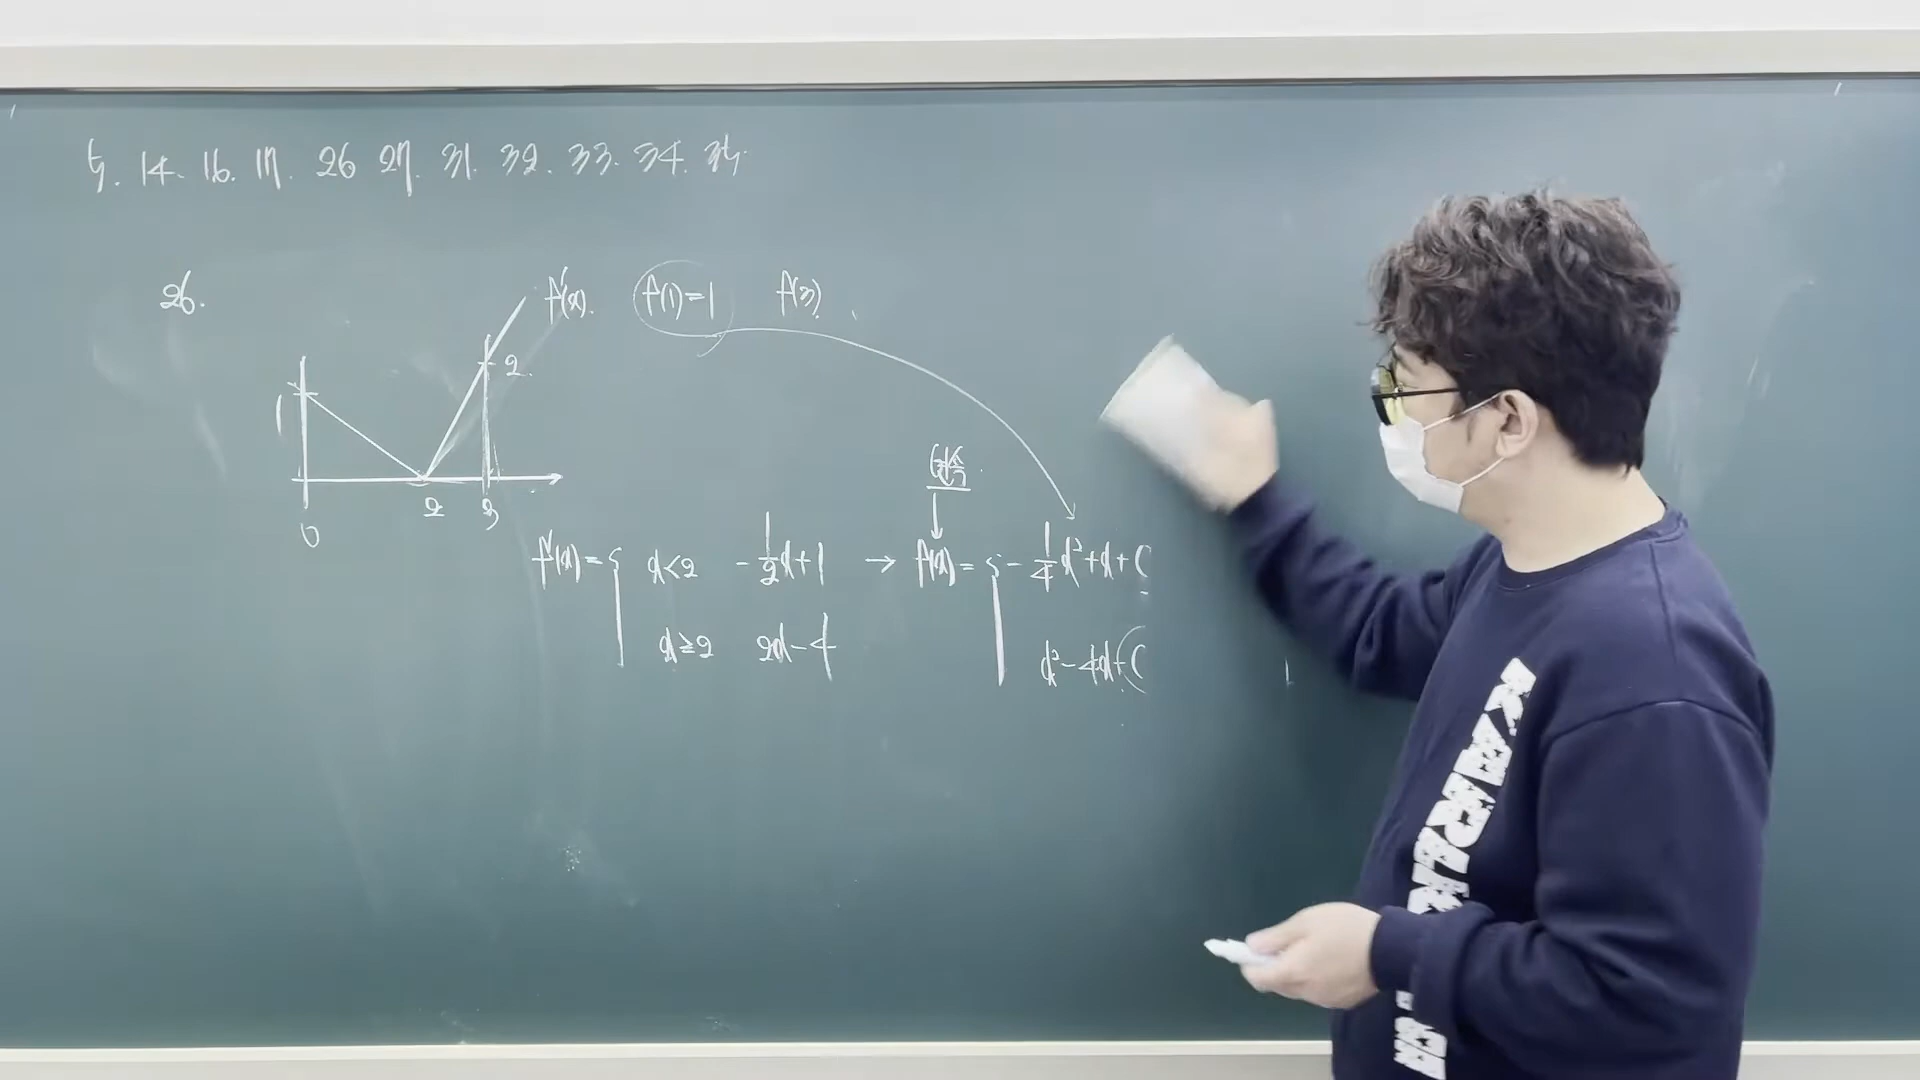 5. 14. 16. 17. 26 27. 31. 32. 33. 34. 35.
26.
f'(x). f(1)=1 f(3).
2.
1
0 2 3
f'(x)={ x<2 -1/2x+1 → f(x)={ -1/4x²+x+C
x≥2 2x-4 x²-4x+C